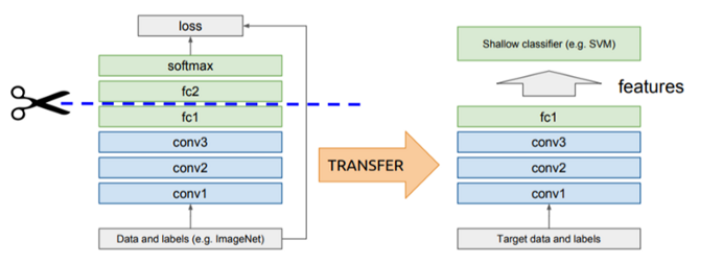 loss
softmax
fc2
fc1
conv3
conv2
conv1
Data and labels (e.g. ImageNet)
TRANSFER
Shallow classifier (e.g. SVM)
features
fc1
conv3
conv2
conv1
Target data and labels